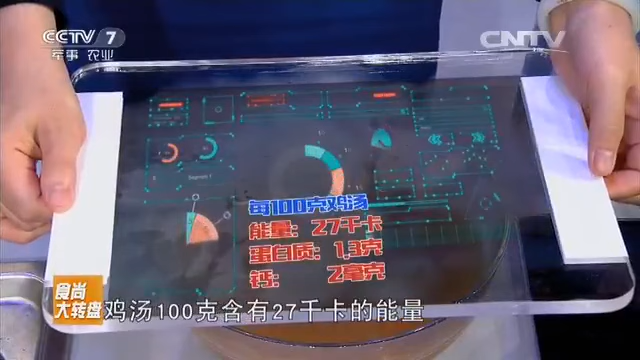 CCTV 7
军事·农业
CNTV
每100克鸡汤
能量: 27千卡
蛋白质: 1.3克
钙: 2毫克
食尚
大转盘
鸡汤100克含有27千卡的能量